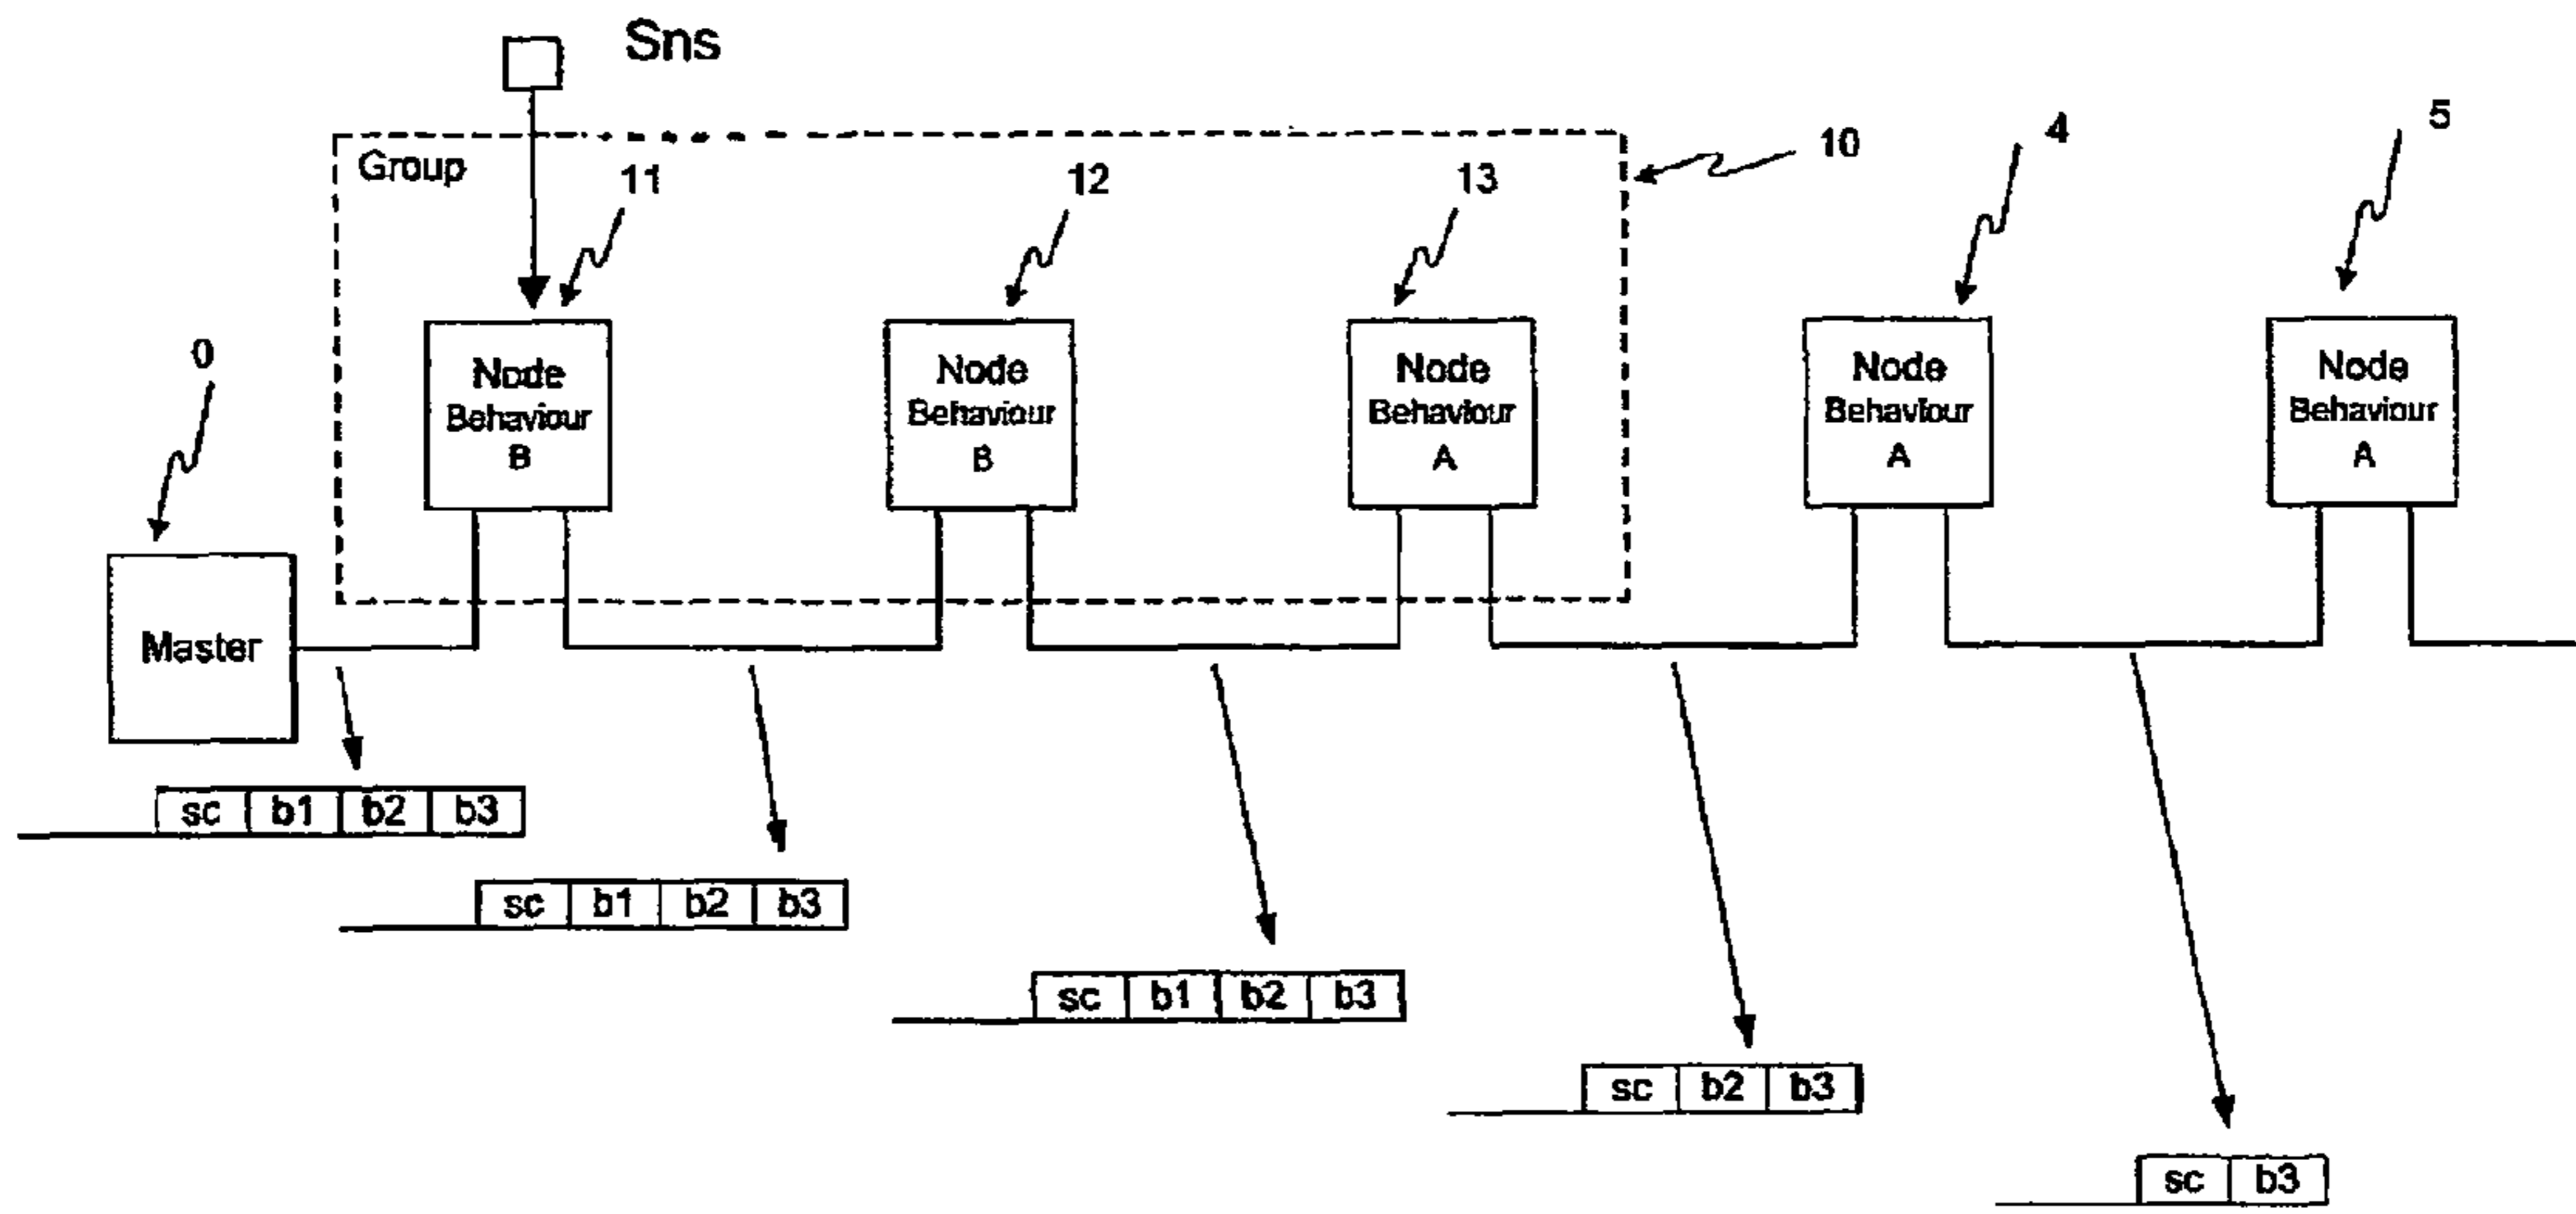 Sns
Group
11
12
13
10
4
5
0
Node
Behaviour
B
Node
Behaviour
B
Node
Behaviour
A
Node
Behaviour
A
Node
Behaviour
A
Master
sc b1 b2 b3
sc b1 b2 b3
sc b1 b2 b3
sc b2 b3
sc b3